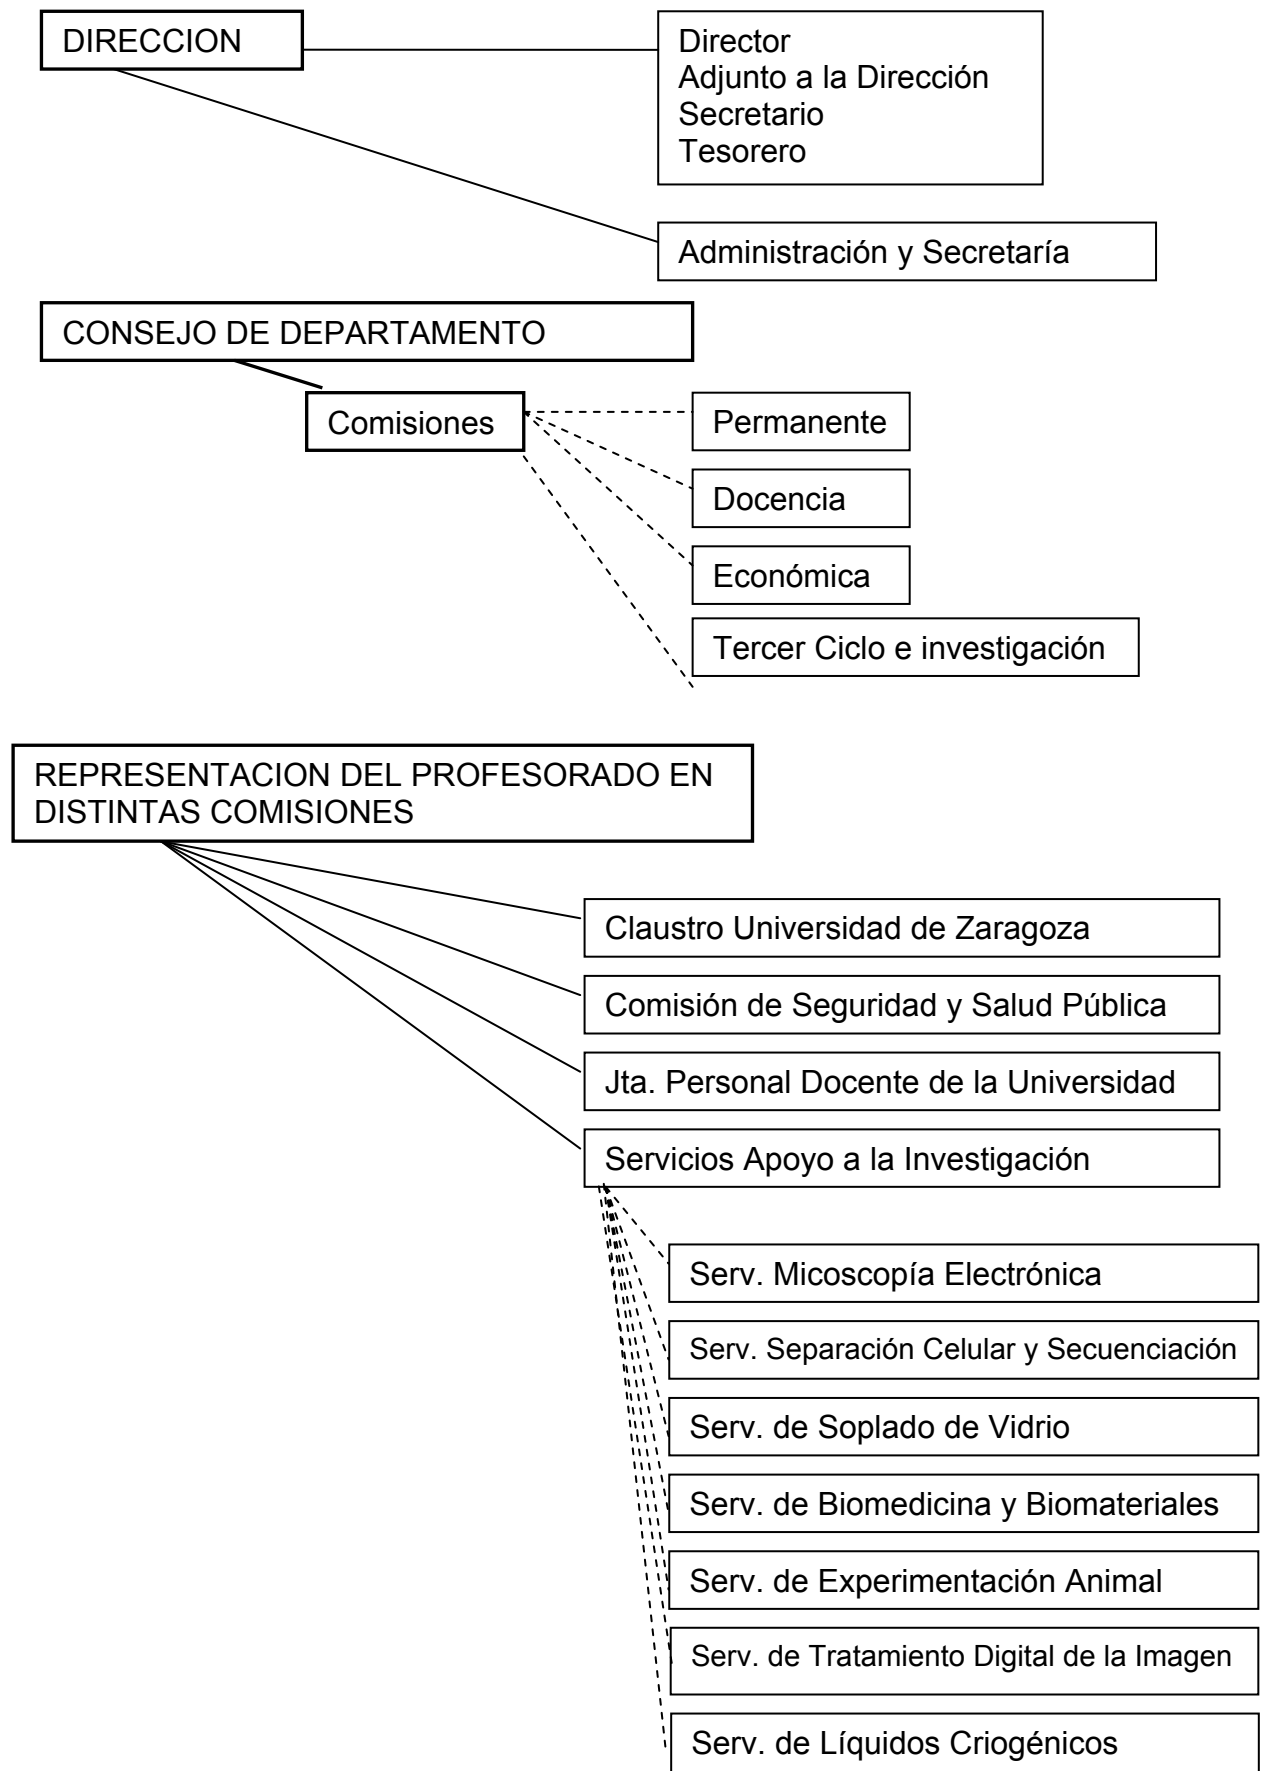 DIRECCION
Director
Adjunto a la Dirección
Secretario
Tesorero
Administración y Secretaría
CONSEJO DE DEPARTAMENTO
Comisiones
Permanente
Docencia
Económica
Tercer Ciclo e investigación
REPRESENTACION DEL PROFESORADO EN
DISTINTAS COMISIONES
Claustro Universidad de Zaragoza
Comisión de Seguridad y Salud Pública
Jta. Personal Docente de la Universidad
Servicios Apoyo a la Investigación
Serv. Micoscopía Electrónica
Serv. Separación Celular y Secuenciación
Serv. de Soplado de Vidrio
Serv. de Biomedicina y Biomateriales
Serv. de Experimentación Animal
Serv. de Tratamiento Digital de la Imagen
Serv. de Líquidos Criogénicos